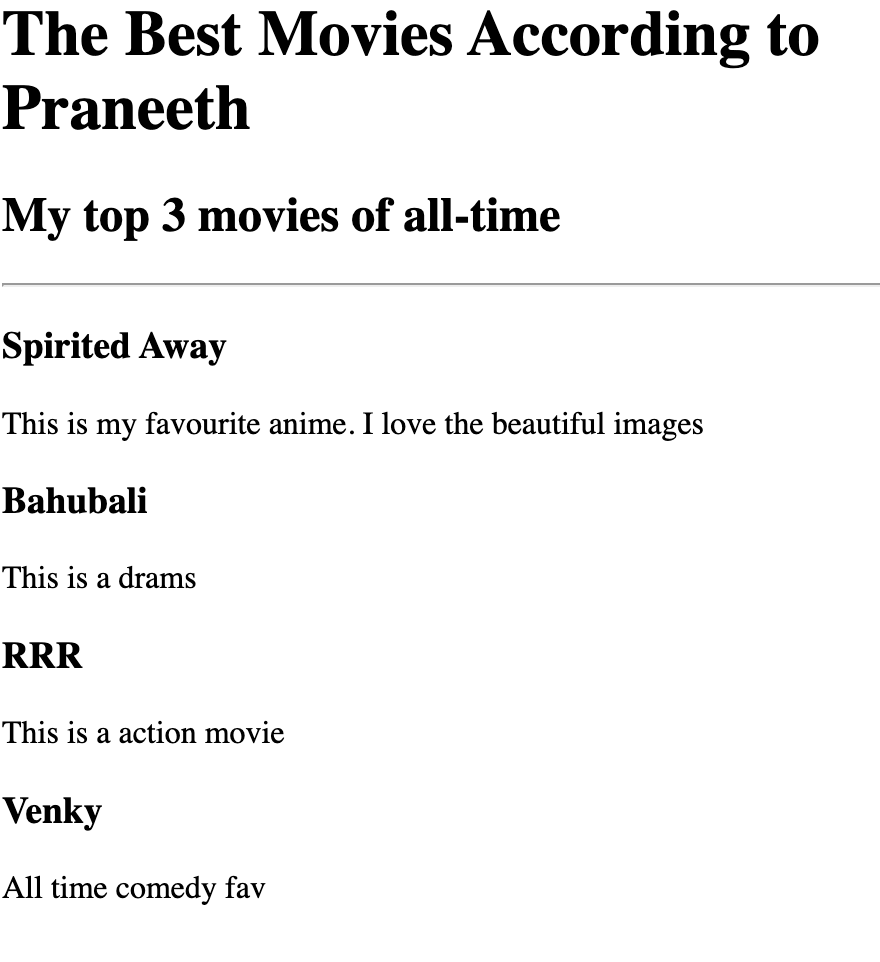 The Best Movies According to
Praneeth
My top 3 movies of all-time
Spirited Away
This is my favourite anime. I love the beautiful images
Bahubali
This is a drams
RRR
This is a action movie
Venky
All time comedy fav